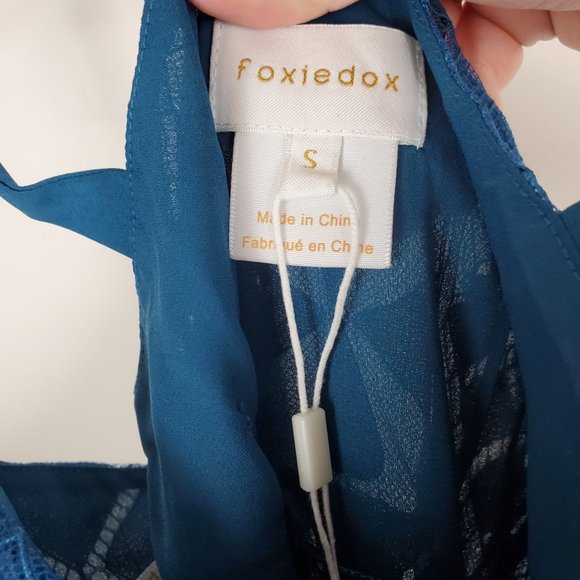 foxiedox
S
Made in China
Fabriqué en Chine